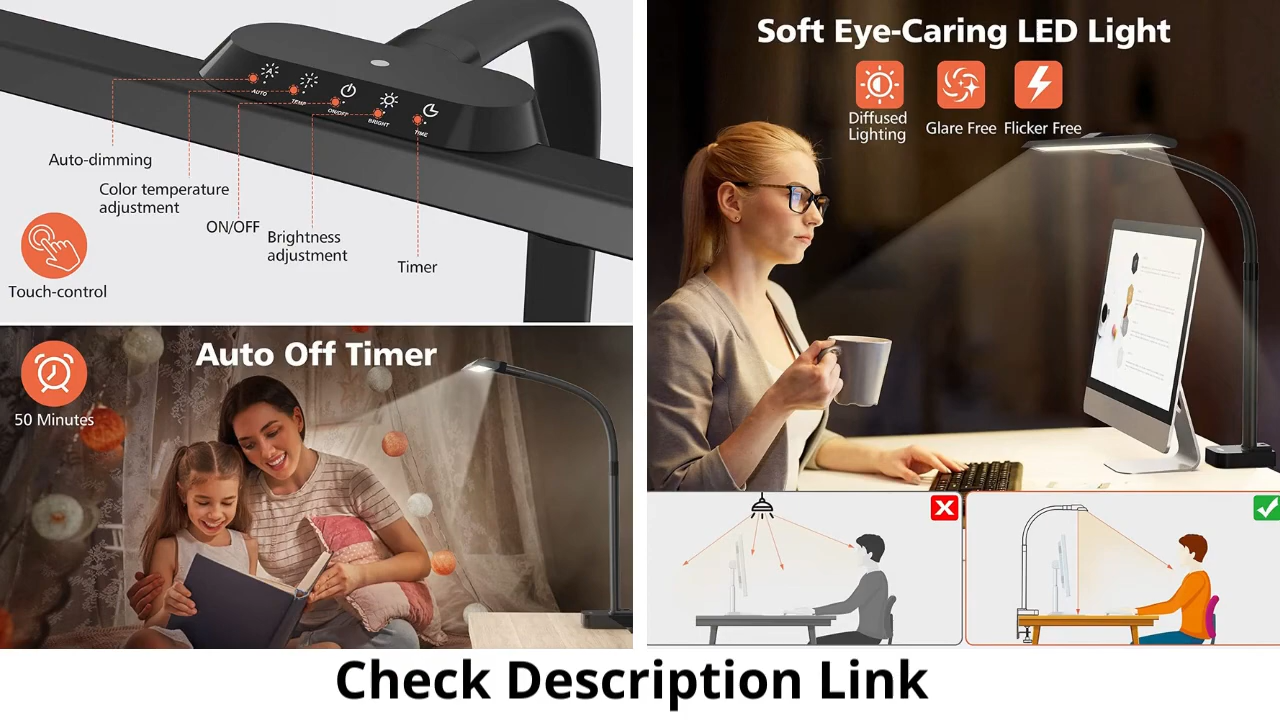 AUTO
TEMP
ON/OFF
BRIGHT
TIME
Auto-dimming
Color temperature
adjustment
ON/OFF
Brightness
adjustment
Timer
Touch-control
Auto Off Timer
50 Minutes
Soft Eye-Caring LED Light
Diffused
Lighting
Glare Free
Flicker Free
Check Description Link